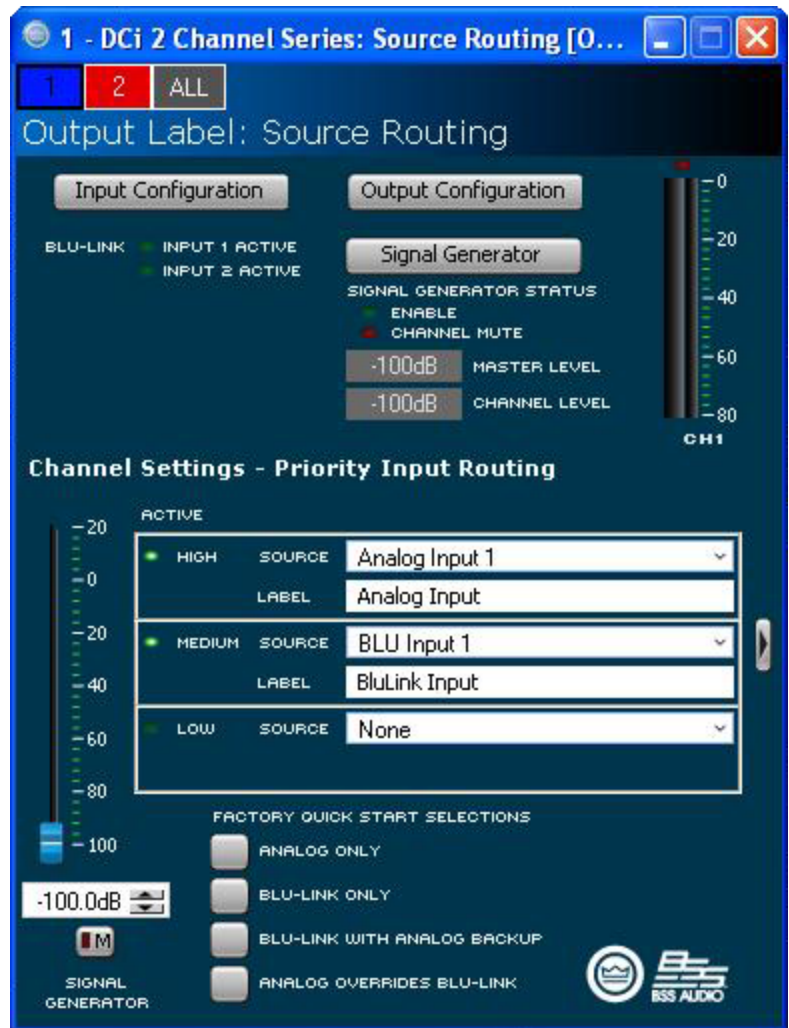 1 - DCi 2 Channel Series: Source Routing [O...
1 2 ALL
Output Label: Source Routing
Input Configuration
Output Configuration
BLU-LINK INPUT 1 ACTIVE
INPUT 2 ACTIVE
Signal Generator
SIGNAL GENERATOR STATUS
ENABLE
CHANNEL MUTE
-100dB MASTER LEVEL
-100dB CHANNEL LEVEL
0
-20
-40
-60
-80
CH1
Channel Settings - Priority Input Routing
ACTIVE
HIGH SOURCE Analog Input 1
LABEL Analog Input
MEDIUM SOURCE BLU Input 1
LABEL BluLink Input
LOW SOURCE None
20
0
-20
-40
-60
-80
-100
-100.0dB
M
SIGNAL
GENERATOR
FACTORY QUICK START SELECTIONS
ANALOG ONLY
BLU-LINK ONLY
BLU-LINK WITH ANALOG BACKUP
ANALOG OVERRIDES BLU-LINK
BSS
BSS AUDIO